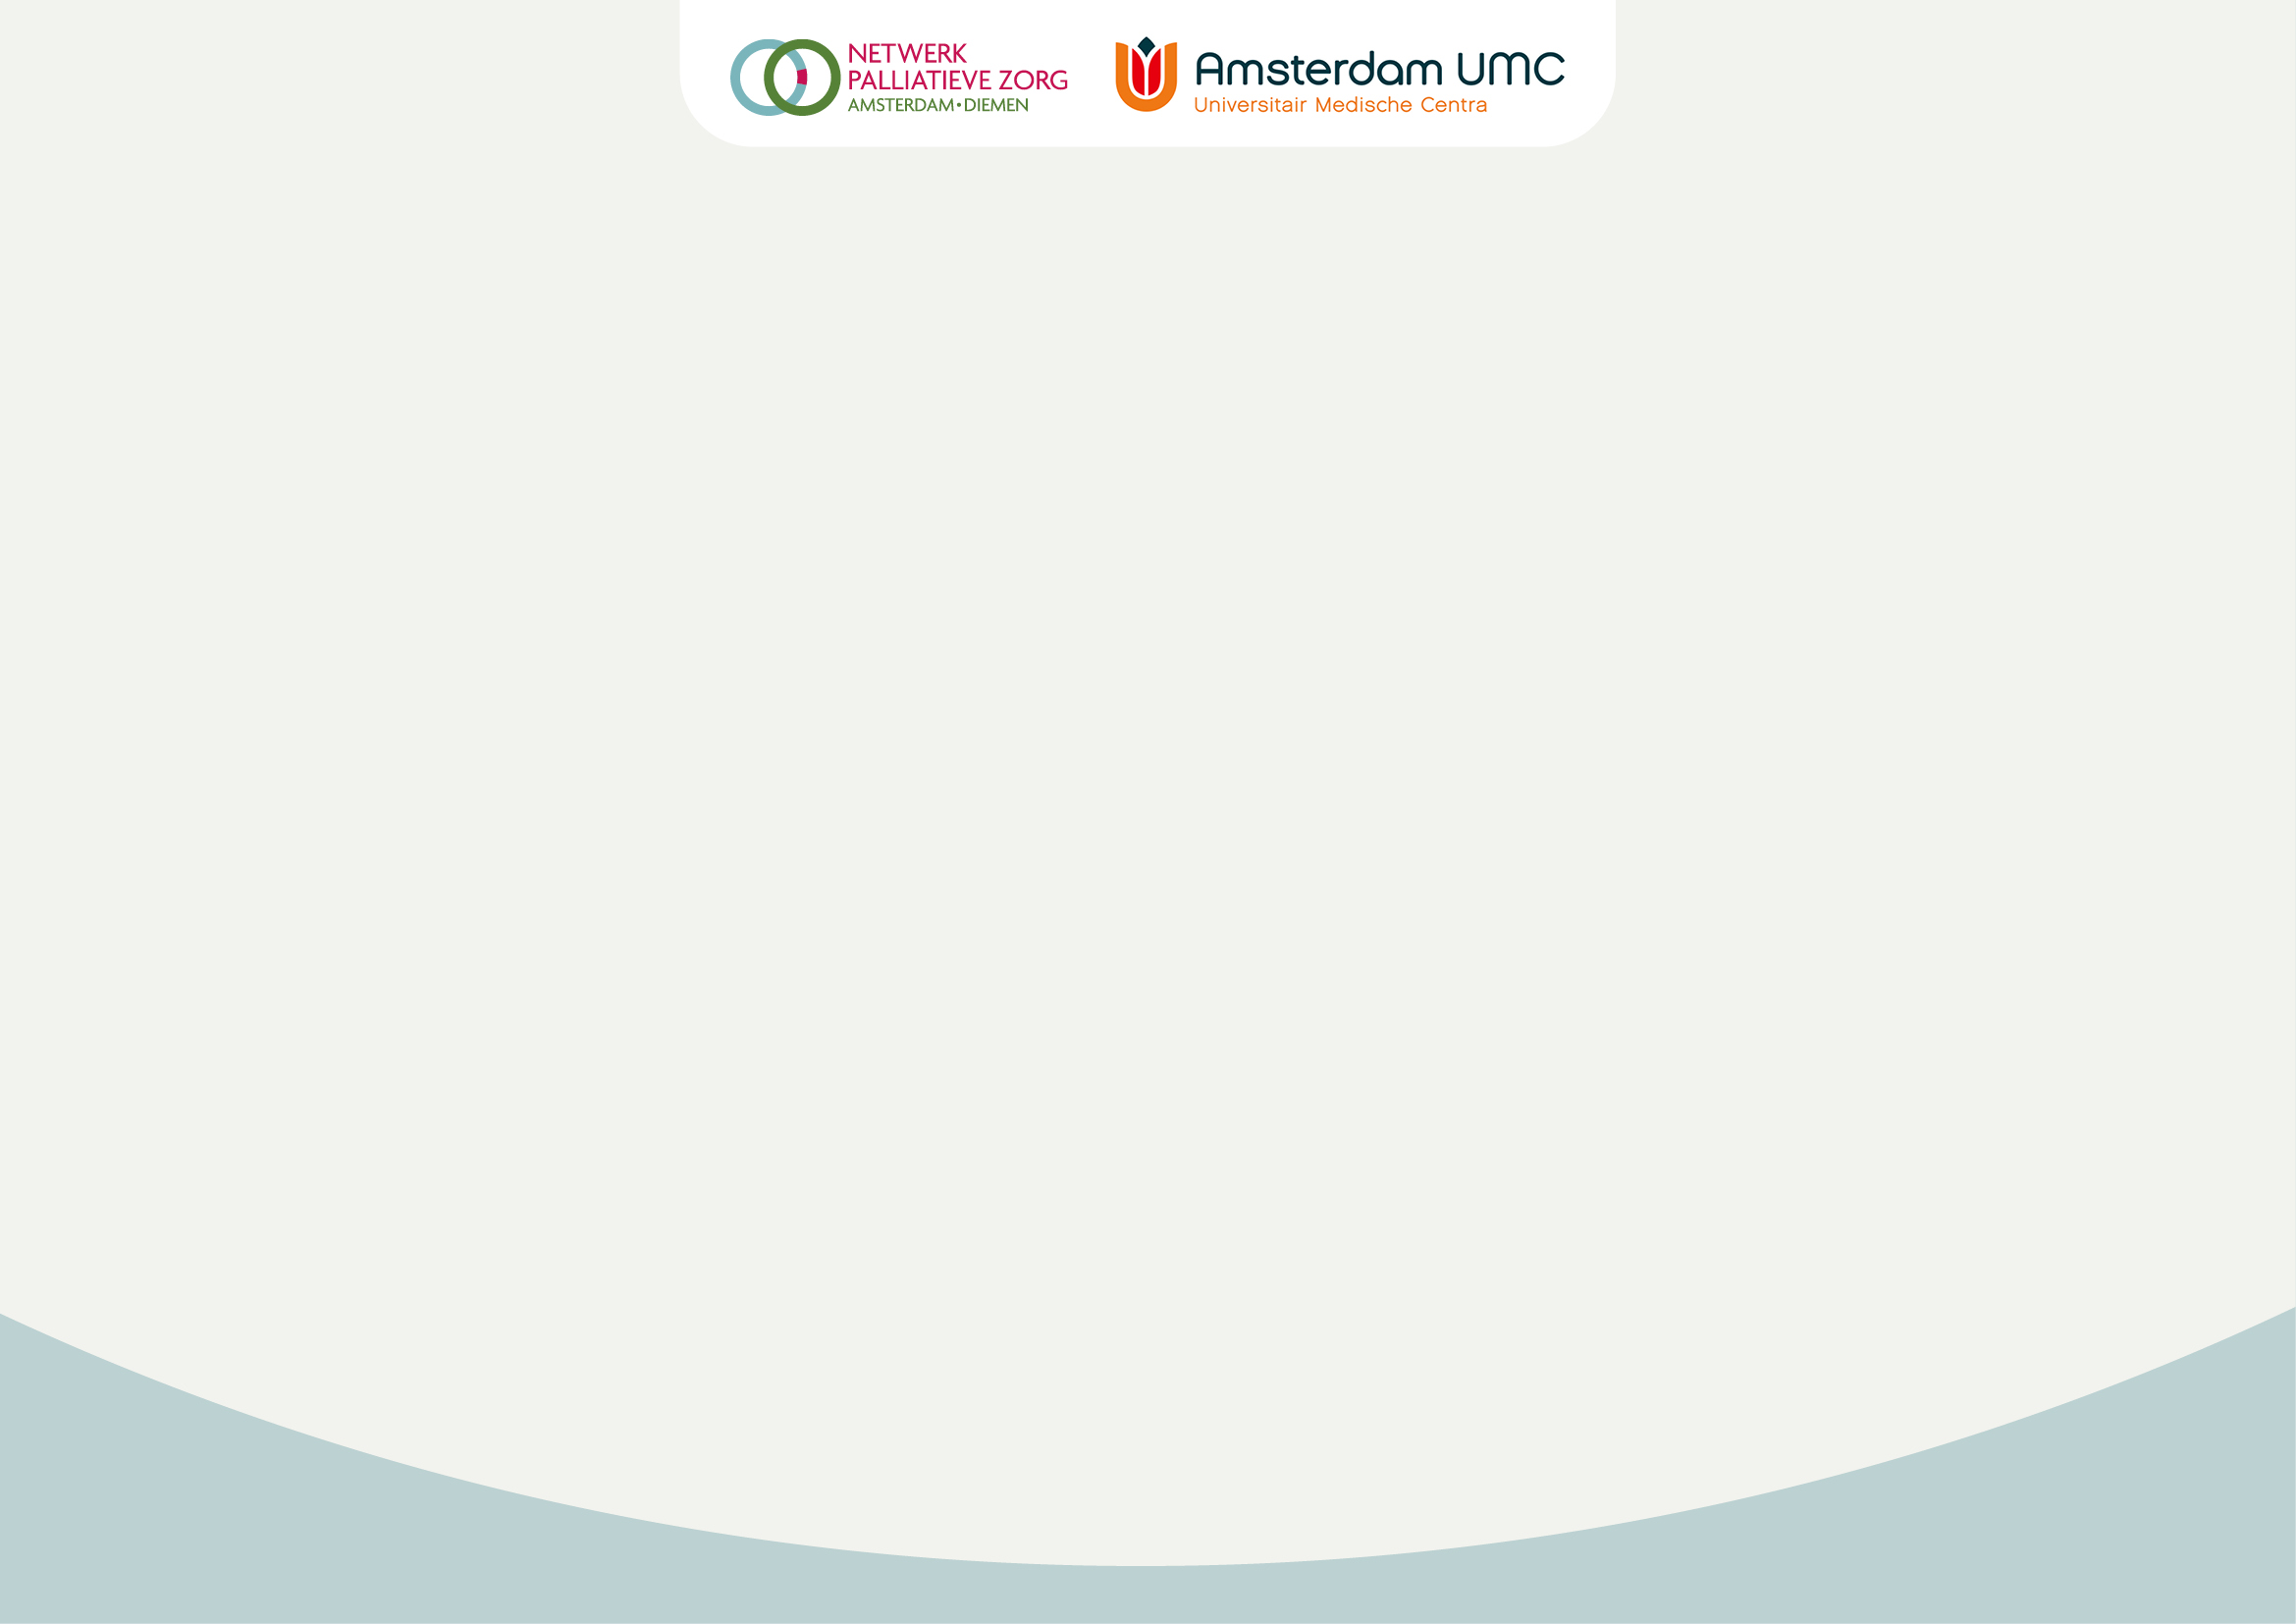 NETWERK
PALLIATIEVE ZORG
AMSTERDAM • DIEMEN
Amsterdam UMC
Universitair Medische Centra